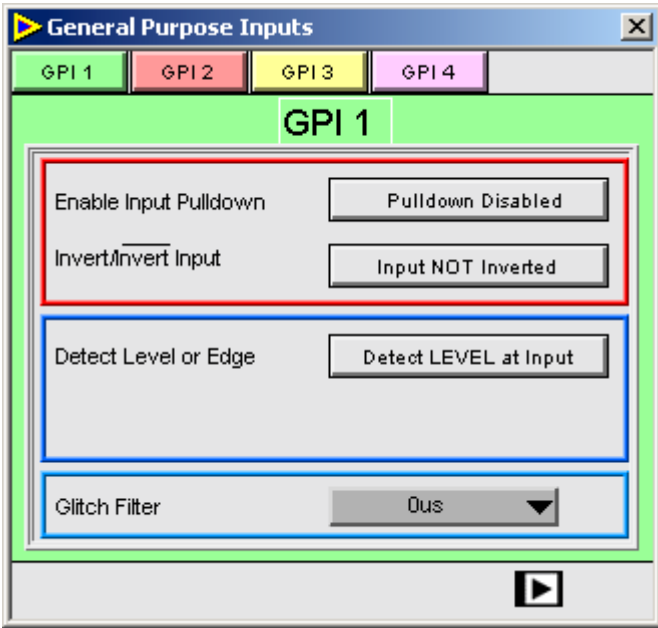 General Purpose Inputs
GPI 1 GPI 2 GPI 3 GPI 4
GPI 1
Enable Input Pulldown Pulldown Disabled
Invert/Invert Input Input NOT Inverted
Detect Level or Edge Detect LEVEL at Input
Glitch Filter 0us